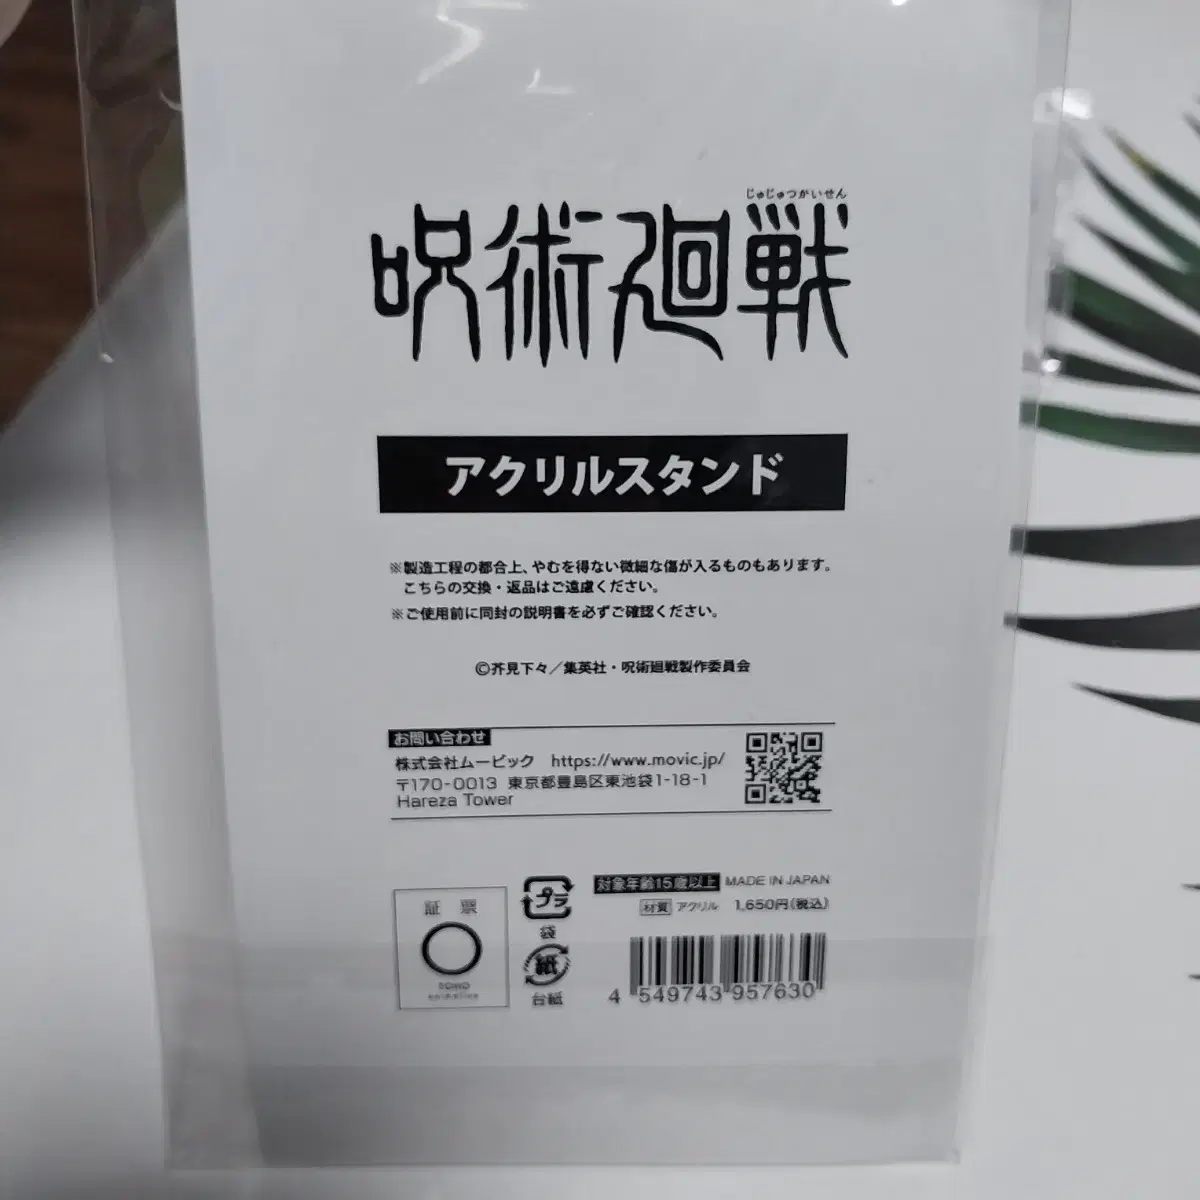 じゅじゅつかいせん
呪術廻戦
アクリルスタンド
※製造工程の都合上、やむを得ない微細な傷が入るものもあります。
こちらの交換・返品はご遠慮ください。
※ご使用前に同封の説明書を必ずご確認ください。
©芥見下々／集英社・呪術廻戦製作委員会
お問い合わせ
株式会社ムービック https://www.movic.jp/
〒170-0013 東京都豊島区東池袋1-18-1
Hareza Tower
対象年齢15歳以上 MADE IN JAPAN
材質 アクリル 1,650円(税込)
証 票
TOHO
プラ
袋
紙
台紙
4 549743 957630